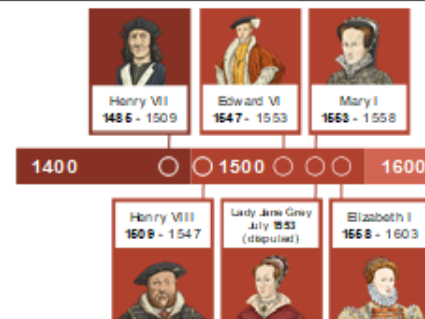 Henry VII
1485 - 1509
Edward VI
1547 - 1553
Mary I
1553 - 1558
1400
1500
1600
Henry VIII
1509 - 1547
Lady Jane Grey
July 1553
(disputed)
Elizabeth I
1558 - 1603